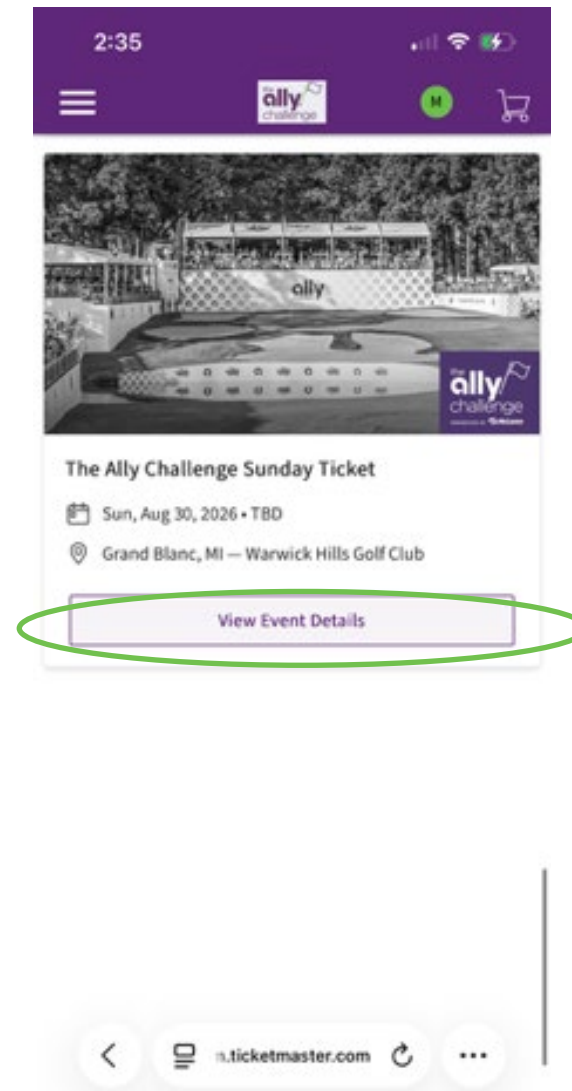 2:35
the
ally
challenge
M
ally
the
ally
challenge
The Ally Challenge Sunday Ticket
Sun, Aug 30, 2026 • TBD
Grand Blanc, MI — Warwick Hills Golf Club
View Event Details
n.ticketmaster.com